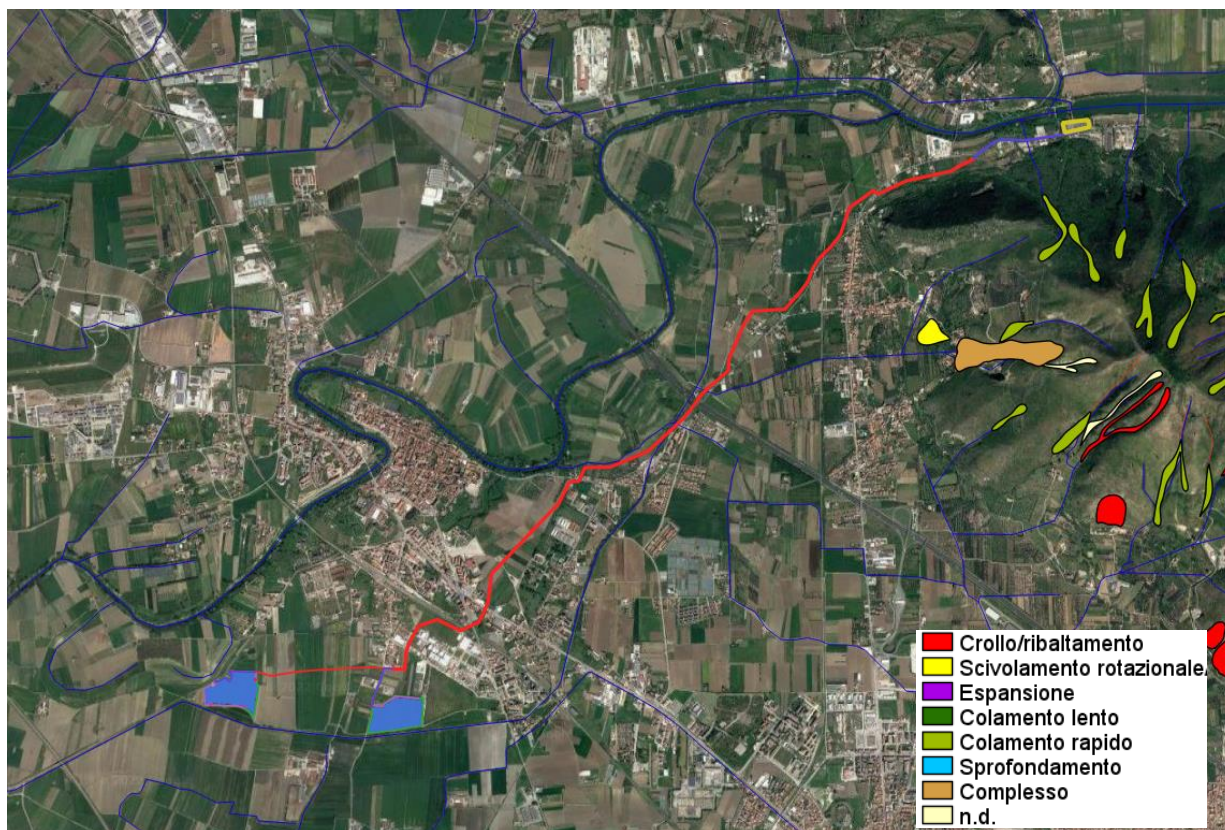 Crollo/ribaltamento
Scivolamento rotazionale/
Espansione
Colamento lento
Colamento rapido
Sprofondamento
Complesso
n.d.